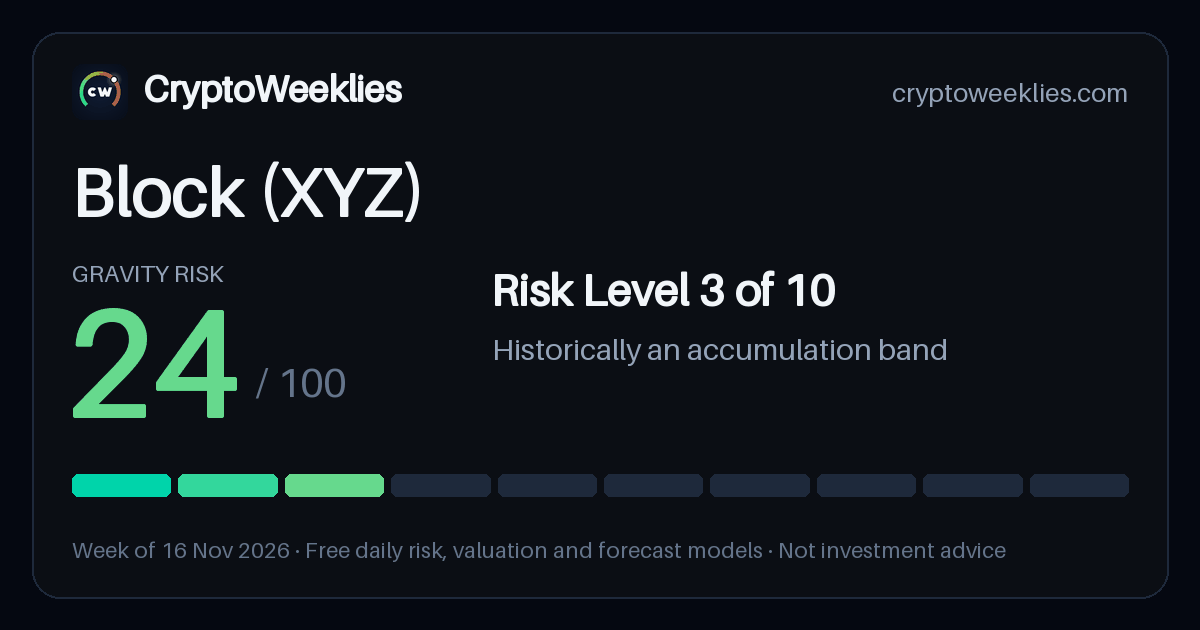 CW
CryptoWeeklies
cryptoweeklies.com
Block (XYZ)
GRAVITY RISK
24 / 100
Risk Level 3 of 10
Historically an accumulation band
Week of 16 Nov 2026 · Free daily risk, valuation and forecast models · Not investment advice